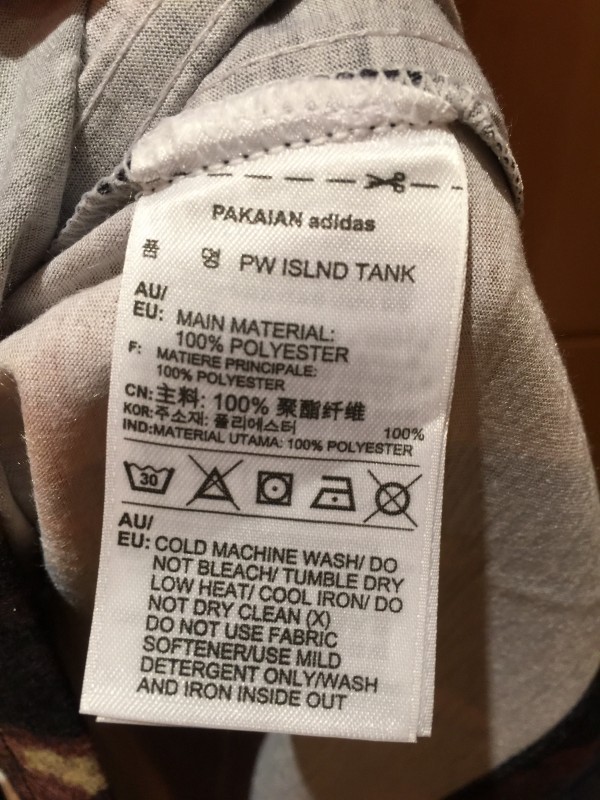 PAKAIAN adidas
품 명 PW ISLND TANK
AU/
EU: MAIN MATERIAL:
100% POLYESTER
F: MATIERE PRINCIPALE:
100% POLYESTER
CN: 主料: 100% 聚酯纤维
KOR: 주소재: 폴리에스터 100%
IND: MATERIAL UTAMA: 100% POLYESTER
30
AU/
EU: COLD MACHINE WASH/ DO
NOT BLEACH/ TUMBLE DRY
LOW HEAT/ COOL IRON/ DO
NOT DRY CLEAN (X)
DO NOT USE FABRIC
SOFTENER/USE MILD
DETERGENT ONLY/WASH
AND IRON INSIDE OUT